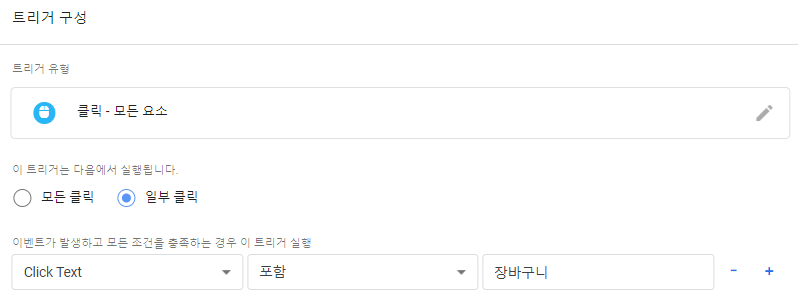 트리거 구성
트리거 유형
클릭 - 모든 요소
이 트리거는 다음에서 실행됩니다.
모든 클릭 일부 클릭
이벤트가 발생하고 모든 조건을 충족하는 경우 이 트리거 실행
Click Text 포함 장바구니 - +